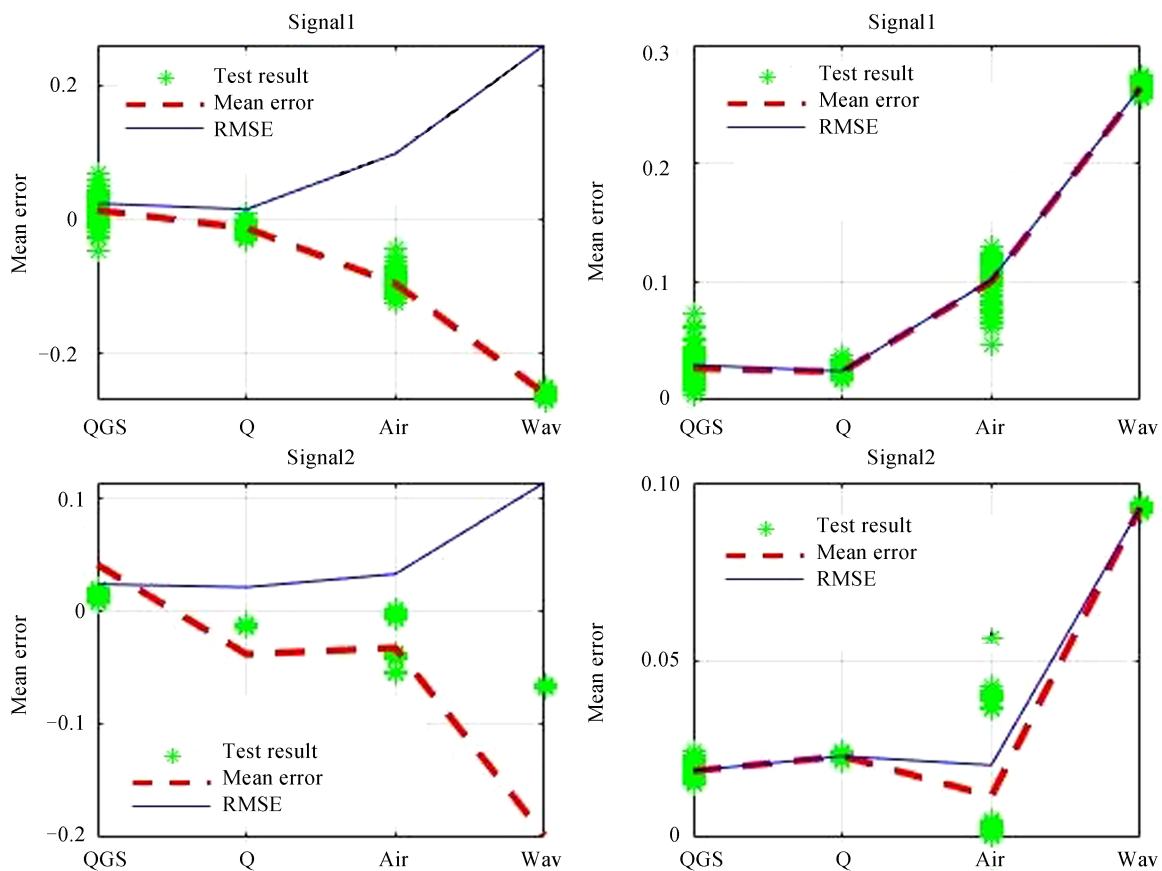 Signal1
Mean error
0.2
0
−0.2
Test result
Mean error
RMSE
QGS Q Air Wav
Signal1
Mean error
0.3
0.2
0.1
0
Test result
Mean error
RMSE
QGS Q Air Wav
Signal2
Mean error
0.1
0
−0.1
−0.2
Test result
Mean error
RMSE
QGS Q Air Wav
Signal2
Mean error
0.10
0.05
0
Test result
Mean error
RMSE
QGS Q Air Wav